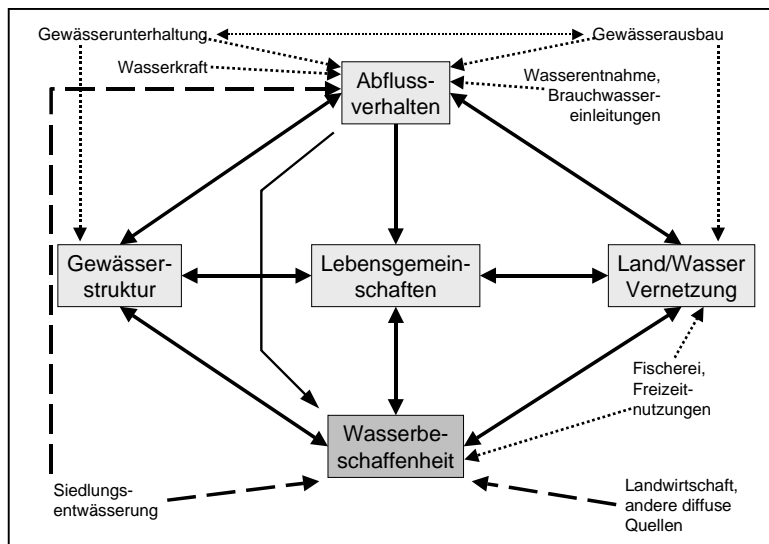 Gewässerunterhaltung
Gewässerausbau
Wasserkraft
Abfluss-
verhalten
Wasserentnahme,
Brauchwasser-
einleitungen
Gewässer-
struktur
Lebensgemein-
schaften
Land/Wasser
Vernetzung
Fischerei,
Freizeit-
nutzungen
Wasserbe-
schaffenheit
Siedlungs-
entwässerung
Landwirtschaft,
andere diffuse
Quellen